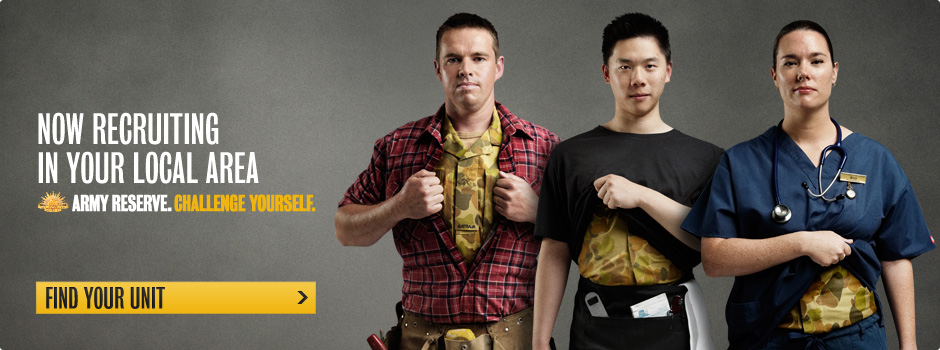 NOW RECRUITING
IN YOUR LOCAL AREA
ARMY RESERVE. CHALLENGE YOURSELF.
FIND YOUR UNIT